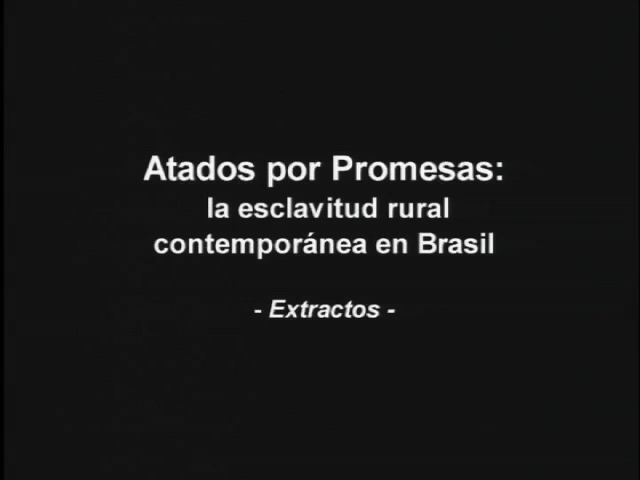 Atados por Promesas:
la esclavitud rural
contemporánea en Brasil
- Extractos -